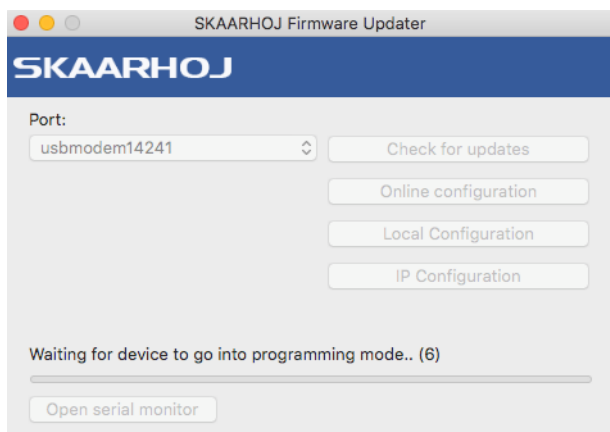 SKAARHOJ Firmware Updater
SKAARHOJ
Port:
usbmodem14241
Check for updates
Online configuration
Local Configuration
IP Configuration
Waiting for device to go into programming mode.. (6)
Open serial monitor